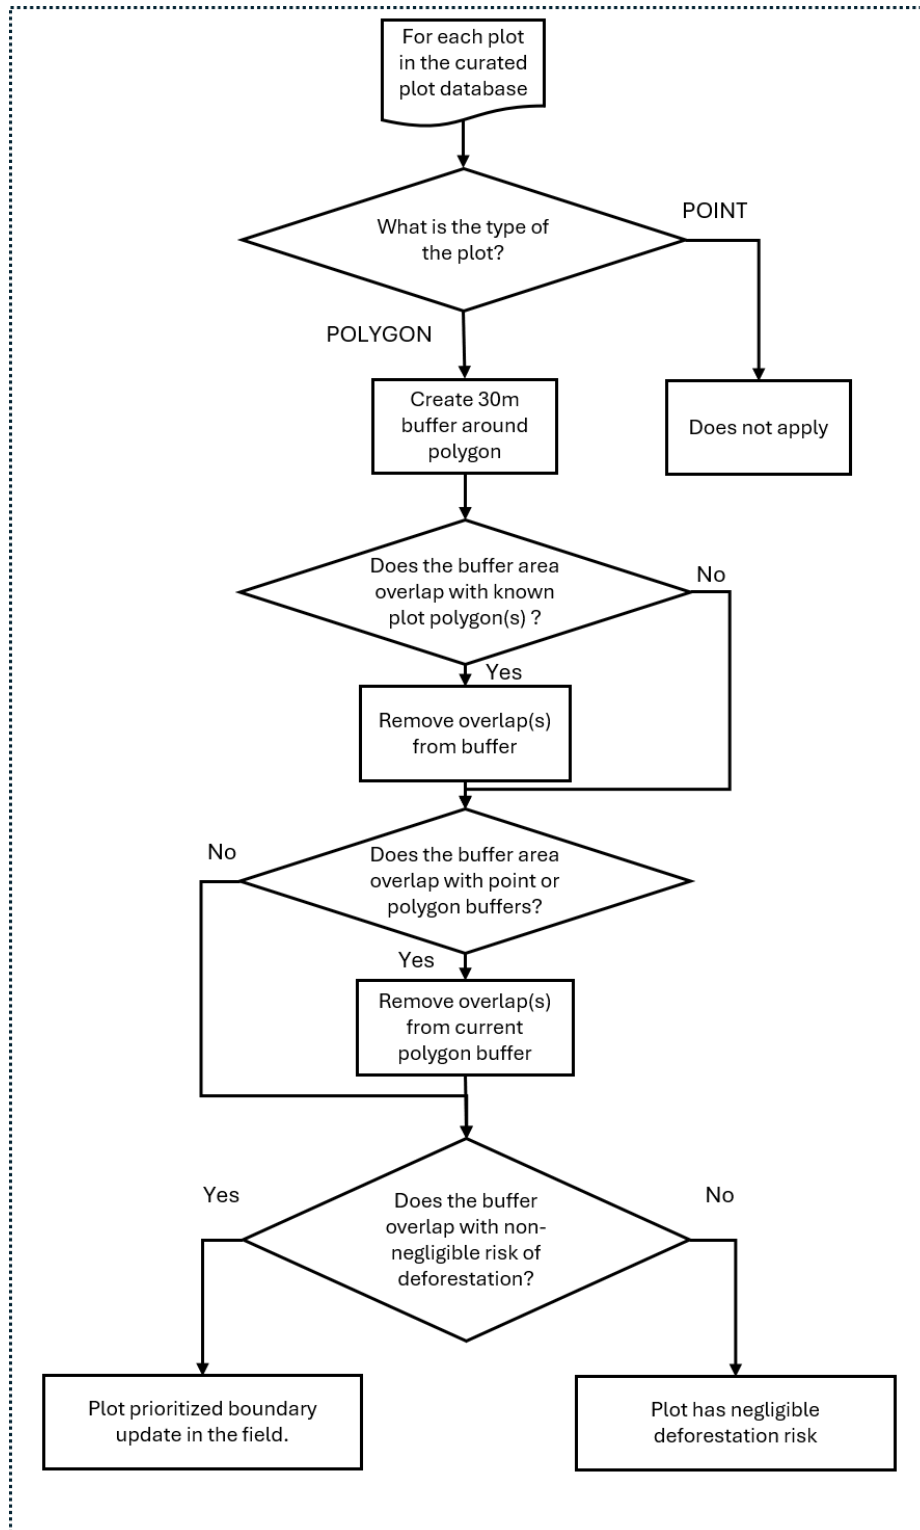 For each plot
in the curated
plot database
What is the type of
the plot?
POINT
POLYGON
Create 30m
buffer around
polygon
Does not apply
Does the buffer area
overlap with known
plot polygon(s) ?
No
Yes
Remove overlap(s)
from buffer
No
Does the buffer area
overlap with point or
polygon buffers?
Yes
Remove overlap(s)
from current
polygon buffer
Yes
No
Does the buffer
overlap with non-
negligible risk of
deforestation?
Plot prioritized boundary
update in the field.
Plot has negligible
deforestation risk